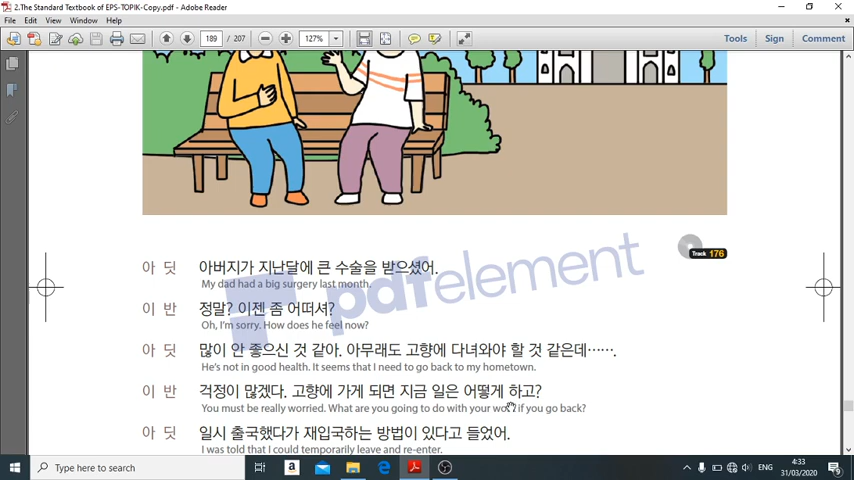 2.The Standard Textbook of EPS-TOPIK-Copy.pdf - Adobe Reader
File Edit View Window Help
189 / 207 127% Tools Sign Comment
Track 176
pdfelement
아 딧 아버지가 지난달에 큰 수술을 받으셨어.
My dad had a big surgery last month.
이 반 정말? 이젠 좀 어떠셔?
Oh, I'm sorry. How does he feel now?
아 딧 많이 안 좋으신 것 같아. 아무래도 고향에 다녀와야 할 것 같은데…….
He's not in good health. It seems that I need to go back to my hometown.
이 반 걱정이 많겠다. 고향에 가게 되면 지금 일은 어떻게 하고?
You must be really worried. What are you going to do with your work if you go back?
아 딧 일시 출국했다가 재입국하는 방법이 있다고 들었어.
I was told that I could temporarily leave and re-enter.
Type here to search
a
ENG
4:33
31/03/2020
9